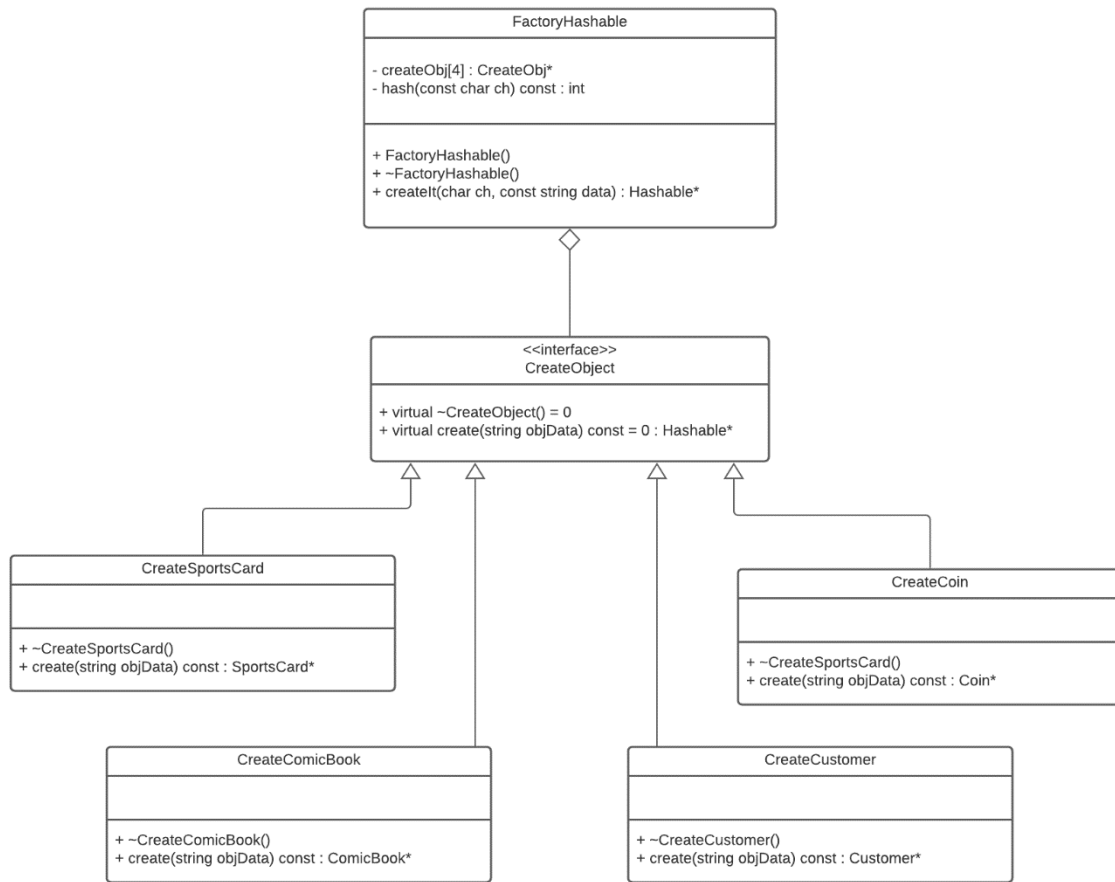 FactoryHashable
- createObj[4] : CreateObj*
- hash(const char ch) const : int
+ FactoryHashable()
+ ~FactoryHashable()
+ createIt(char ch, const string data) : Hashable*
<<interface>>
CreateObject
+ virtual ~CreateObject() = 0
+ virtual create(string objData) const = 0 : Hashable*
CreateSportsCard
+ ~CreateSportsCard()
+ create(string objData) const : SportsCard*
CreateCoin
+ ~CreateSportsCard()
+ create(string objData) const : Coin*
CreateComicBook
+ ~CreateComicBook()
+ create(string objData) const : ComicBook*
CreateCustomer
+ ~CreateCustomer()
+ create(string objData) const : Customer*